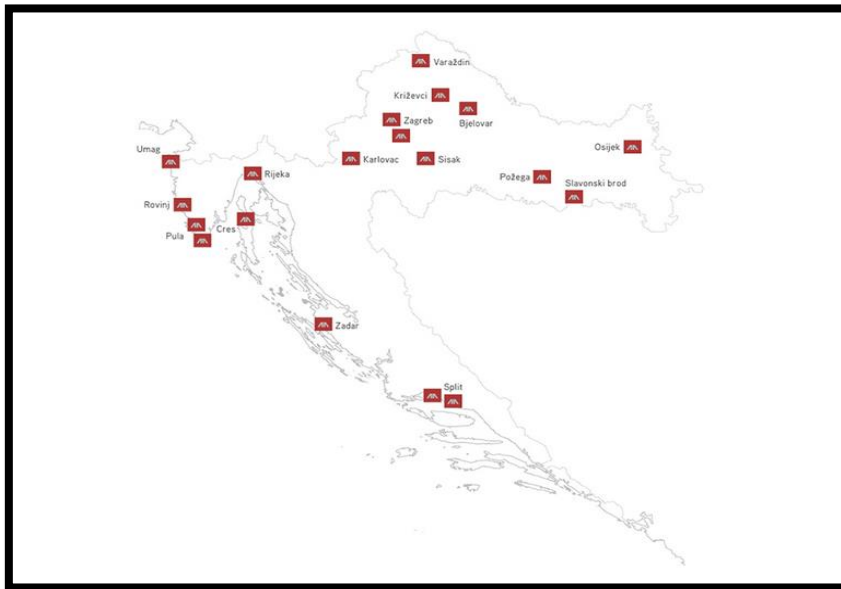 Varaždin
Križevci
Bjelovar
Zagreb
Osijek
Umag
Karlovac
Sisak
Rijeka
Požega
Slavonski brod
Rovinj
Cres
Pula
Zadar
Split